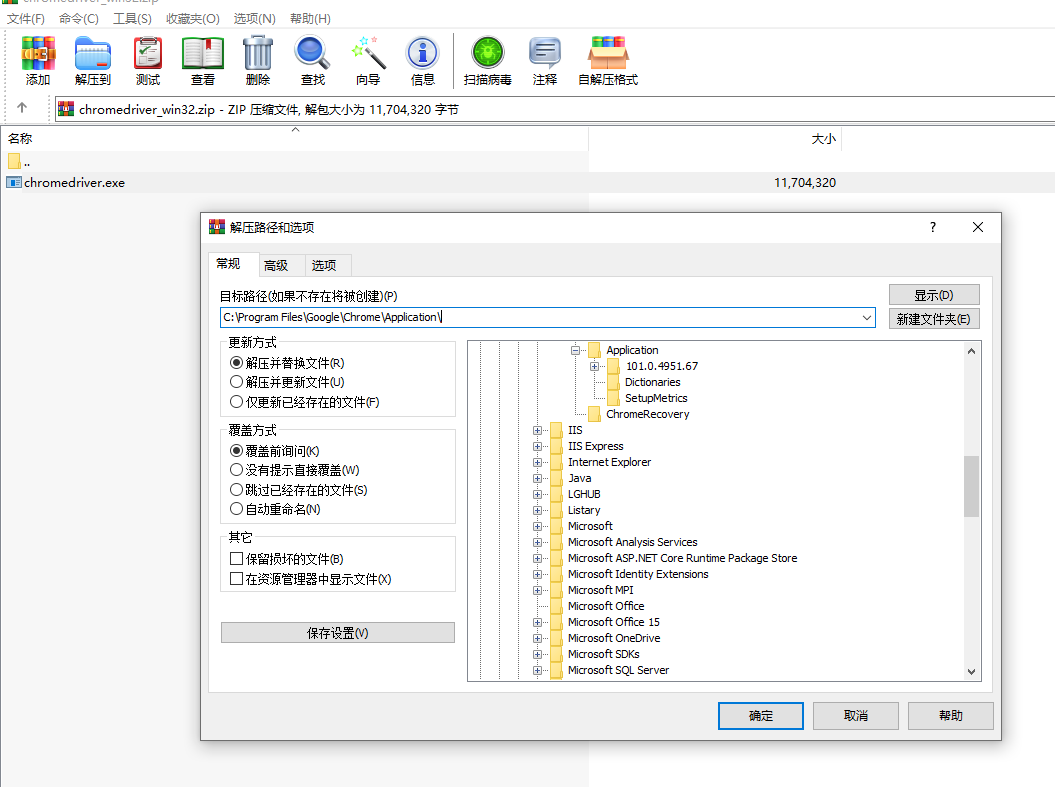 chromedriver_win32.zip
文件(F) 命令(C) 工具(S) 收藏夹(O) 选项(N) 帮助(H)
添加 解压到 测试 查看 删除 查找 向导 信息 扫描病毒 注释 自解压格式
chromedriver_win32.zip - ZIP 压缩文件, 解包大小为 11,704,320 字节
名称 大小
..
chromedriver.exe 11,704,320
解压路径和选项 ?
常规 高级 选项
目标路径(如果不存在将被创建)(P)
显示(D)
C:\Program Files\Google\Chrome\Application\
新建文件夹(E)
更新方式
解压并替换文件(R)
解压并更新文件(U)
仅更新已经存在的文件(F)
覆盖方式
覆盖前询问(K)
没有提示直接覆盖(W)
跳过已经存在的文件(S)
自动重命名(N)
其它
保留损坏的文件(B)
在资源管理器中显示文件(X)
保存设置(V)
Application
101.0.4951.67
Dictionaries
SetupMetrics
ChromeRecovery
IIS
IIS Express
Internet Explorer
Java
LGHUB
Listary
Microsoft
Microsoft Analysis Services
Microsoft ASP.NET Core Runtime Package Store
Microsoft Identity Extensions
Microsoft MPI
Microsoft Office
Microsoft Office 15
Microsoft OneDrive
Microsoft SDKs
Microsoft SQL Server
确定 取消 帮助